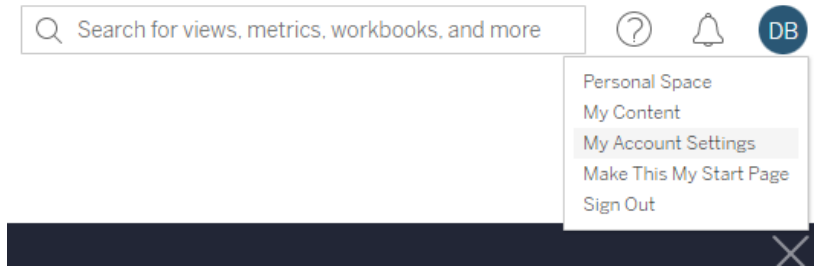 Search for views, metrics, workbooks, and more
DB
Personal Space
My Content
My Account Settings
Make This My Start Page
Sign Out